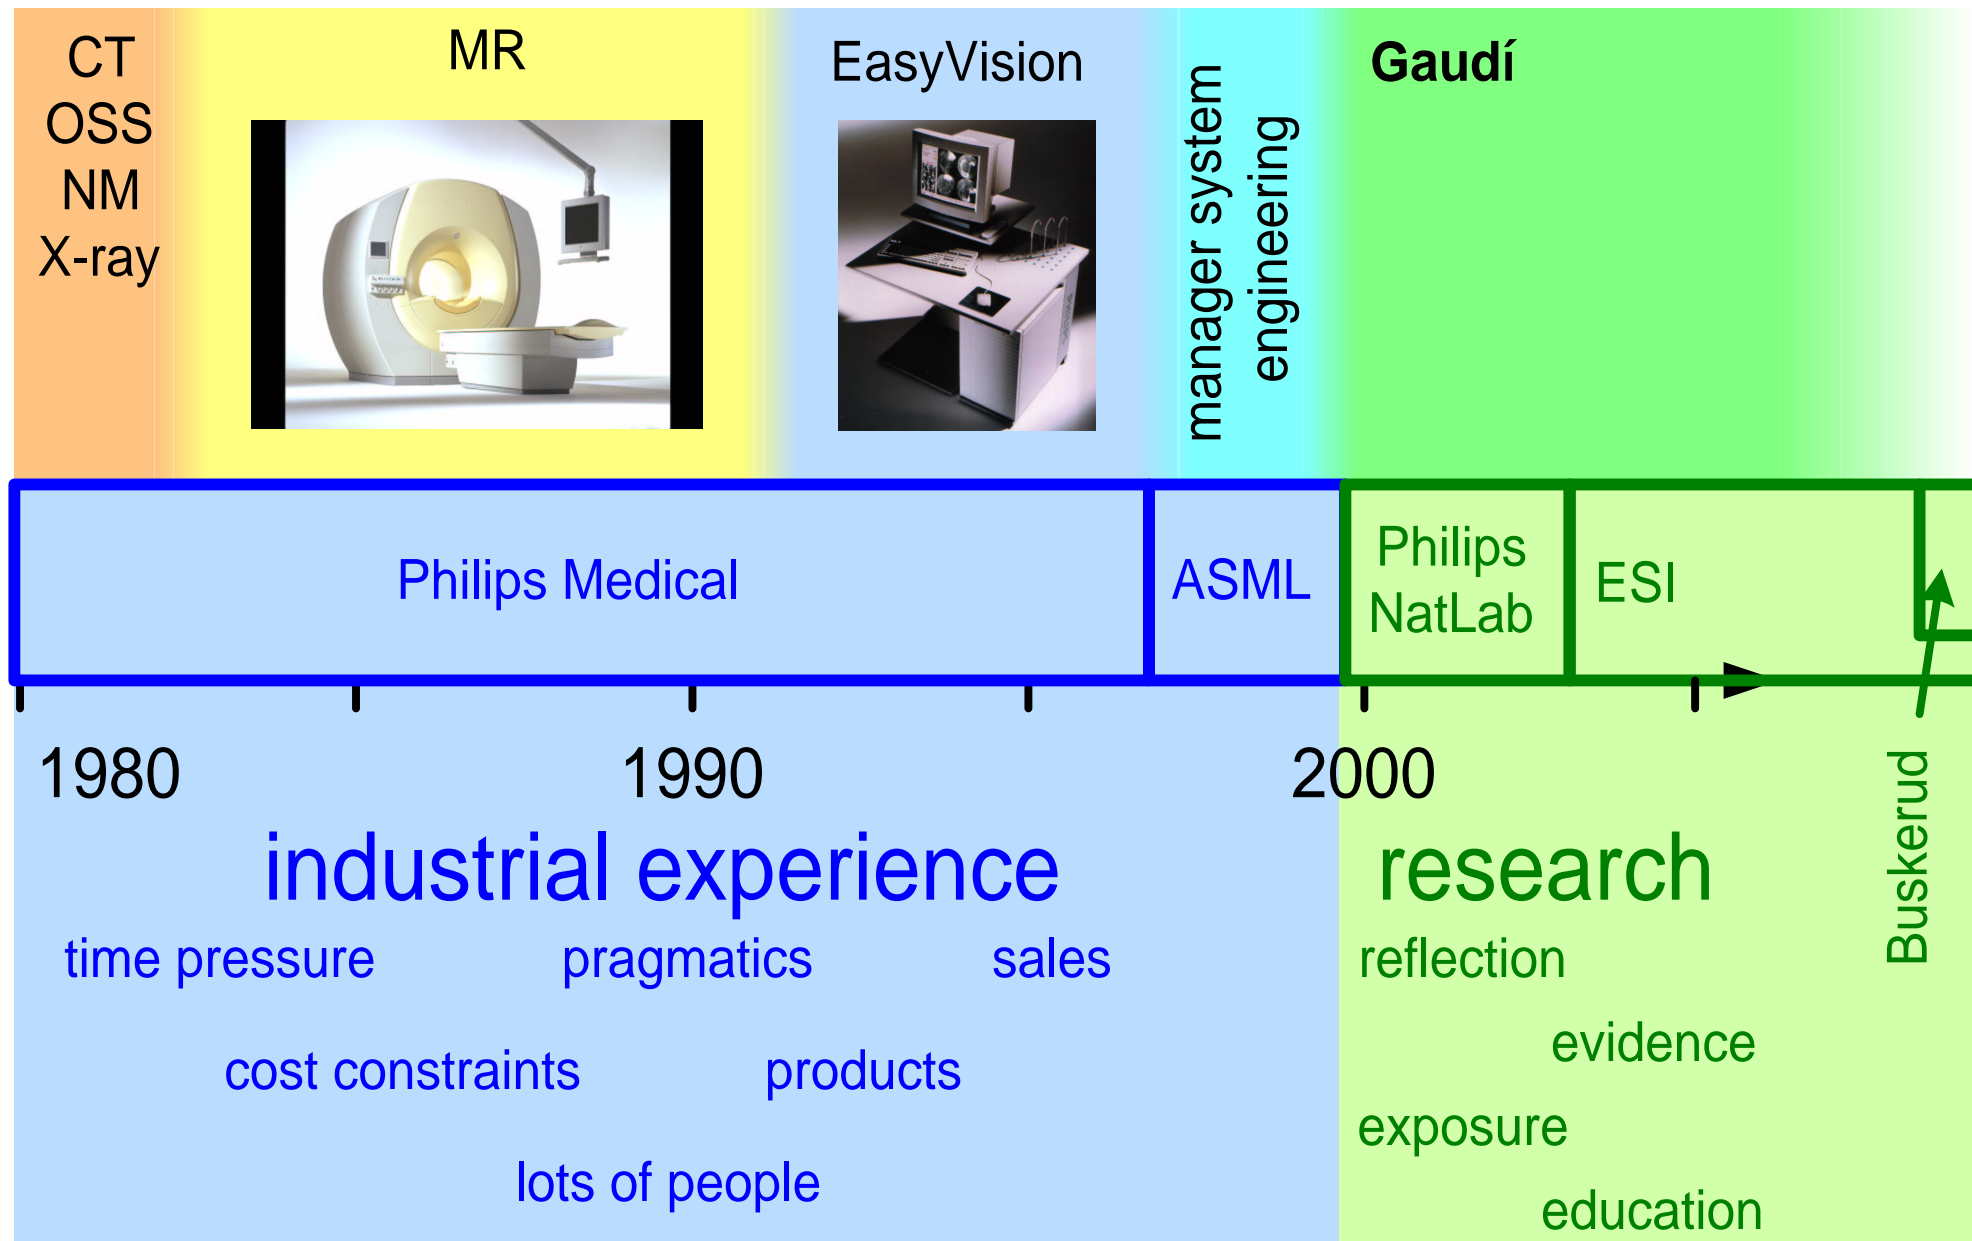 CT
OSS
NM
X-ray
MR
EasyVision
manager system
engineering
Gaudí
Philips Medical
ASML
Philips
NatLab
ESI
1980
1990
2000
industrial experience
time pressure
pragmatics
sales
cost constraints
products
lots of people
research
reflection
evidence
exposure
education
Buskerud